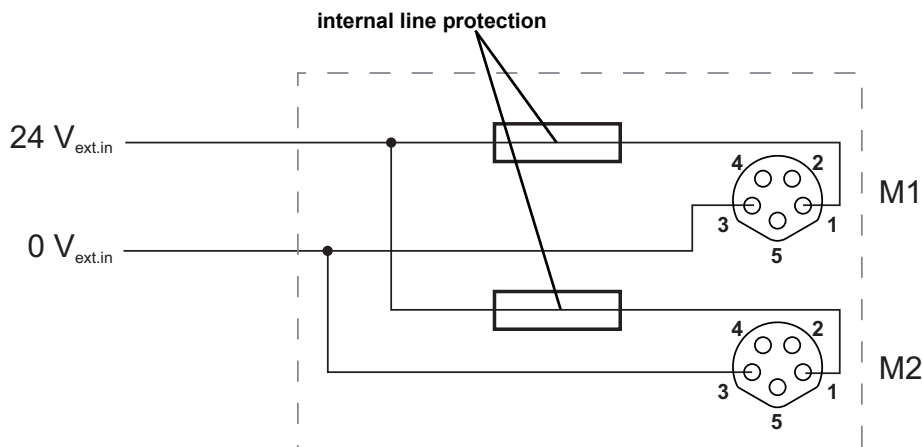 internal line protection
24 V ext.in
4 2
M1
3 1
5
0 V ext.in
4 2
M2
3 1
5